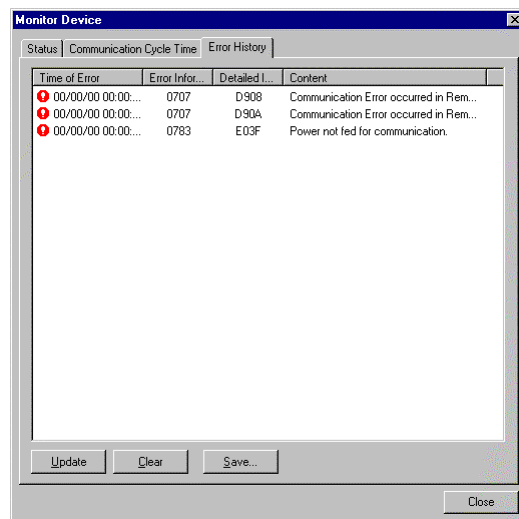 Monitor Device
Status Communication Cycle Time Error History
Time of Error Error Infor... Detailed I... Content
00/00/00 00:00:... 0707 D908 Communication Error occurred in Rem...
00/00/00 00:00:... 0707 D90A Communication Error occurred in Rem...
00/00/00 00:00:... 0783 E03F Power not fed for communication.
Update Clear Save...
Close